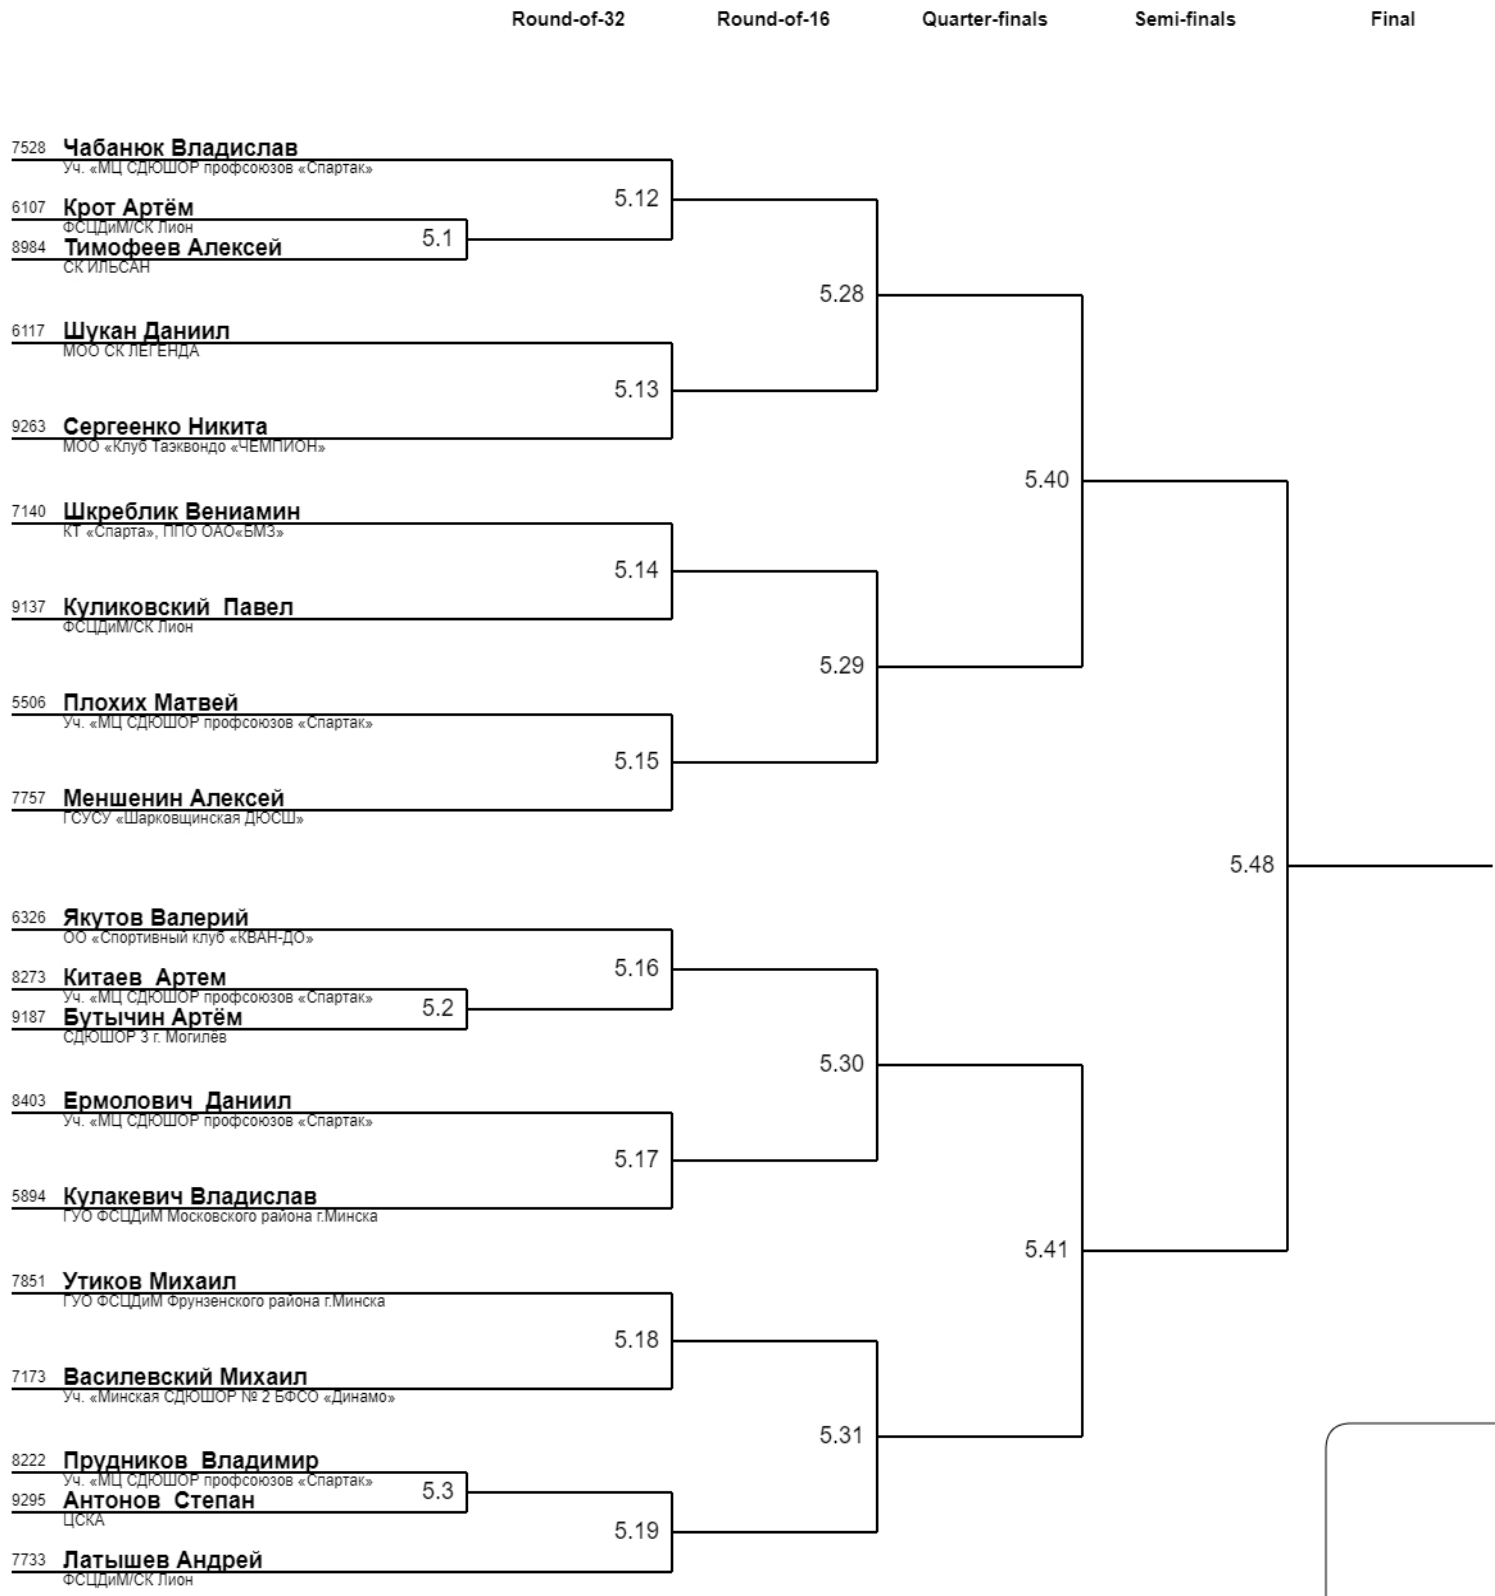 Round-of-32 Round-of-16 Quarter-finals Semi-finals Final
7528 Чабанюк Владислав
Уч. «МЦ СДЮШОР профсоюзов «Спартак»
5.12
6107 Крот Артём
ФСЦДиМ/СК Лион
5.1
8984 Тимофеев Алексей
СК ИЛЬСАН
5.28
6117 Шукан Даниил
МОО СК ЛЕГЕНДА
5.13
9263 Сергеенко Никита
МОО «Клуб Таэквондо «ЧЕМПИОН»
5.40
7140 Шкреблик Вениамин
КТ «Спарта», ППО ОАО«БМЗ»
5.14
9137 Куликовский Павел
ФСЦДиМ/СК Лион
5.29
5506 Плохих Матвей
Уч. «МЦ СДЮШОР профсоюзов «Спартак»
5.15
7757 Меншенин Алексей
ГСУСУ «Шарковщинская ДЮСШ»
5.48
6326 Якутов Валерий
ОО «Спортивный клуб «КВАН-ДО»
5.16
8273 Китаев Артем
Уч. «МЦ СДЮШОР профсоюзов «Спартак»
5.2
9187 Бутычин Артём
СДЮШОР 3 г. Могилёв
5.30
8403 Ермолович Даниил
Уч. «МЦ СДЮШОР профсоюзов «Спартак»
5.17
5894 Кулакевич Владислав
ГУО ФСЦДиМ Московского района г.Минска
5.41
7851 Утиков Михаил
ГУО ФСЦДиМ Фрунзенского района г.Минска
5.18
7173 Василевский Михаил
Уч. «Минская СДЮШОР № 2 БФСО «Динамо»
5.31
8222 Прудников Владимир
Уч. «МЦ СДЮШОР профсоюзов «Спартак»
5.3
9295 Антонов Степан
ЦСКА
5.19
7733 Латышев Андрей
ФСЦДиМ/СК Лион